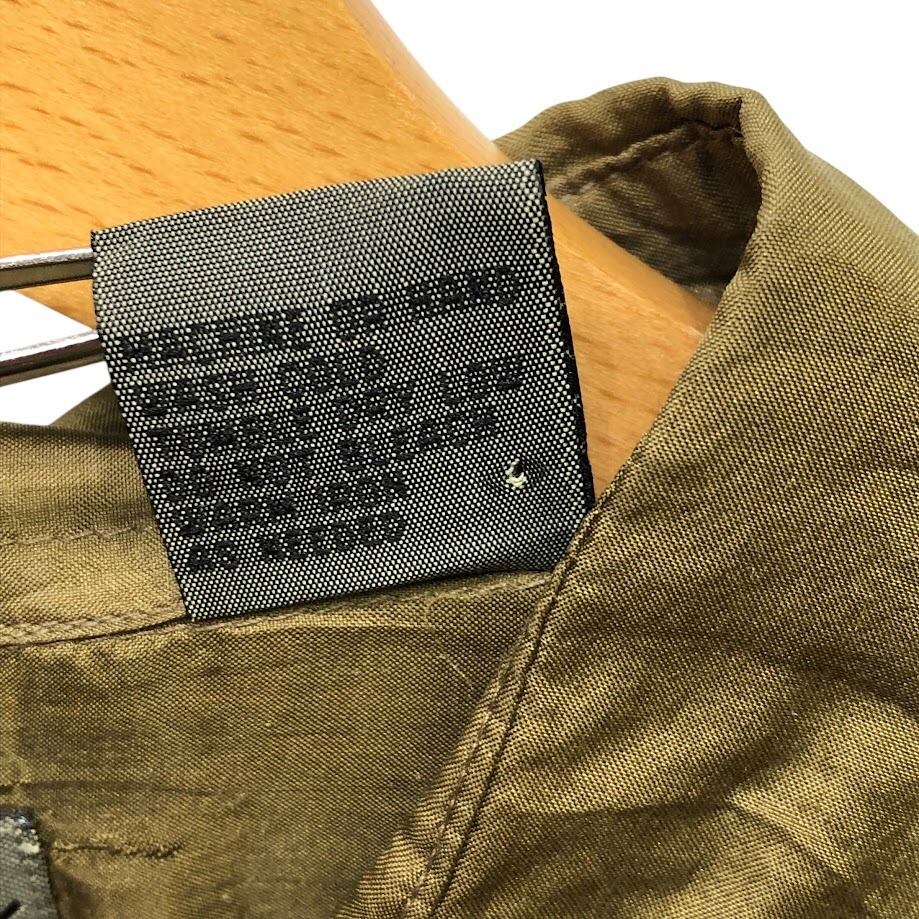 MACHINE OR HAND
WASH COLD
TUMBLE DRY LOW
DO NOT BLEACH
WARM IRON
AS NEEDED